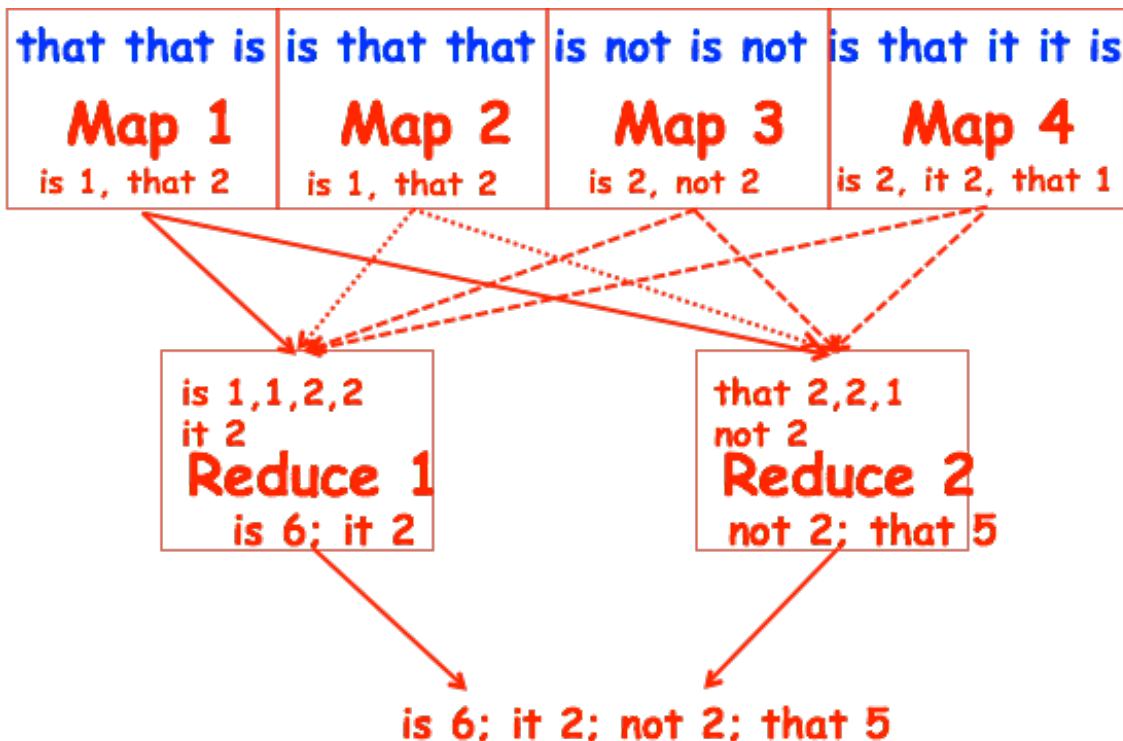 that that is
is that that
is not is not
is that it it is
Map 1
Map 2
Map 3
Map 4
is 1, that 2
is 1, that 2
is 2, not 2
is 2, it 2, that 1
is 1,1,2,2
it 2
Reduce 1
is 6; it 2
that 2,2,1
not 2
Reduce 2
not 2; that 5
is 6; it 2; not 2; that 5